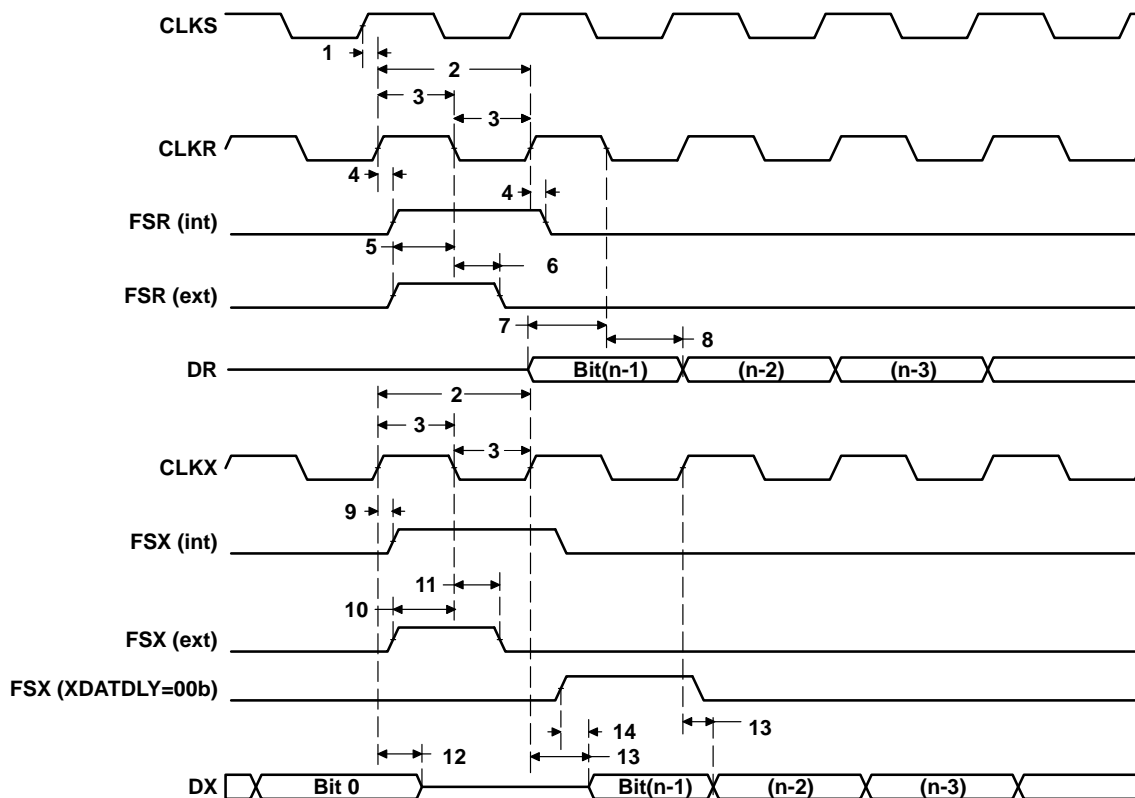 CLKS
1
2
3
3
CLKR
4
4
FSR (int)
5
6
FSR (ext)
7
8
DR
Bit(n-1)
(n-2)
(n-3)
2
3
3
CLKX
9
FSX (int)
11
10
FSX (ext)
FSX (XDATDLY=00b)
14
13
12
13
DX
Bit 0
Bit(n-1)
(n-2)
(n-3)